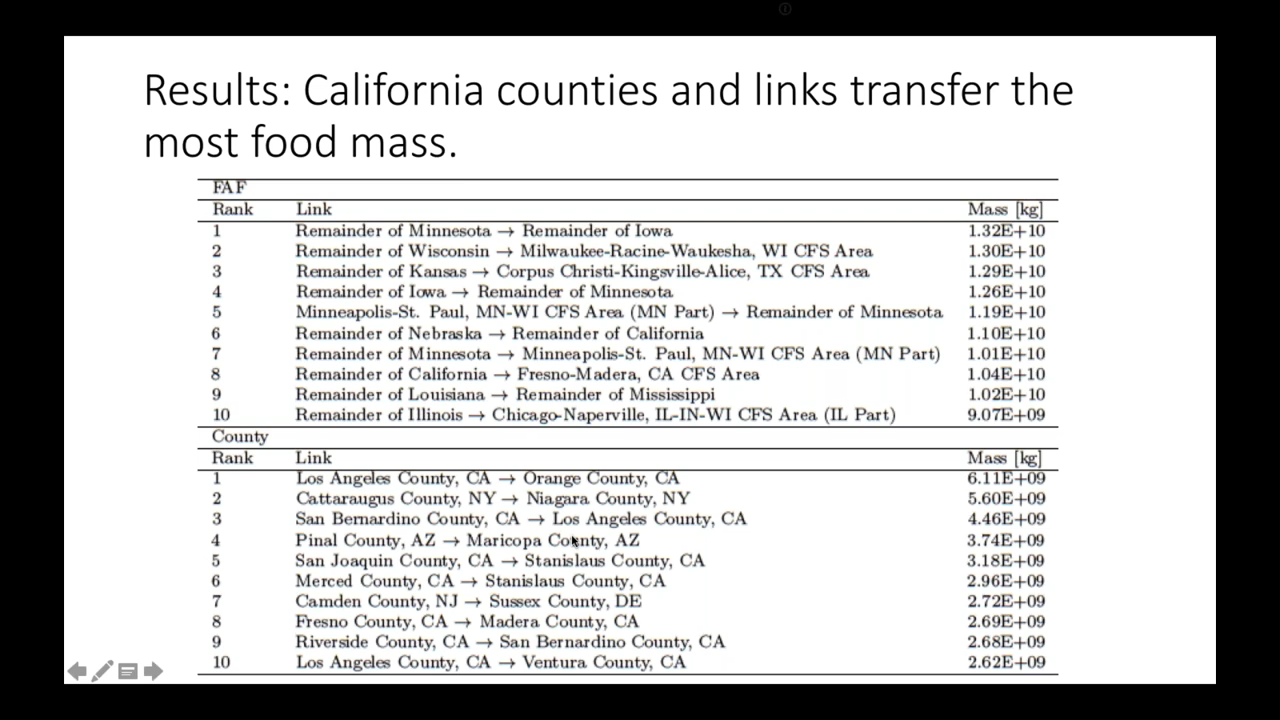 Results: California counties and links transfer the
most food mass.
FAF
Rank Link Mass [kg]
1 Remainder of Minnesota → Remainder of Iowa 1.32E+10
2 Remainder of Wisconsin → Milwaukee-Racine-Waukesha, WI CFS Area 1.30E+10
3 Remainder of Kansas → Corpus Christi-Kingsville-Alice, TX CFS Area 1.29E+10
4 Remainder of Iowa → Remainder of Minnesota 1.26E+10
5 Minneapolis-St. Paul, MN-WI CFS Area (MN Part) → Remainder of Minnesota 1.19E+10
6 Remainder of Nebraska → Remainder of California 1.10E+10
7 Remainder of Minnesota → Minneapolis-St. Paul, MN-WI CFS Area (MN Part) 1.01E+10
8 Remainder of California → Fresno-Madera, CA CFS Area 1.04E+10
9 Remainder of Louisiana → Remainder of Mississippi 1.02E+10
10 Remainder of Illinois → Chicago-Naperville, IL-IN-WI CFS Area (IL Part) 9.07E+09
County
Rank Link Mass [kg]
1 Los Angeles County, CA → Orange County, CA 6.11E+09
2 Cattaraugus County, NY → Niagara County, NY 5.60E+09
3 San Bernardino County, CA → Los Angeles County, CA 4.46E+09
4 Pinal County, AZ → Maricopa County, AZ 3.74E+09
5 San Joaquin County, CA → Stanislaus County, CA 3.18E+09
6 Merced County, CA → Stanislaus County, CA 2.96E+09
7 Camden County, NJ → Sussex County, DE 2.72E+09
8 Fresno County, CA → Madera County, CA 2.69E+09
9 Riverside County, CA → San Bernardino County, CA 2.68E+09
10 Los Angeles County, CA → Ventura County, CA 2.62E+09